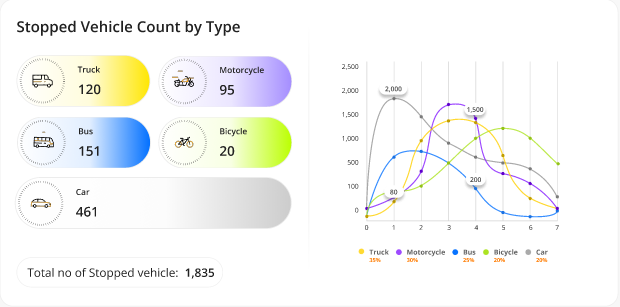 Stopped Vehicle Count by Type
Truck
120
Motorcycle
95
Bus
151
Bicycle
20
Car
461
Total no of Stopped vehicle: 1,835
2,500
2,000
1,500
1,000
500
100
0
2,000
1,500
200
80
0 1 2 3 4 5 6 7
Truck Motorcycle Bus Bicycle Car
35% 30% 25% 20% 20%